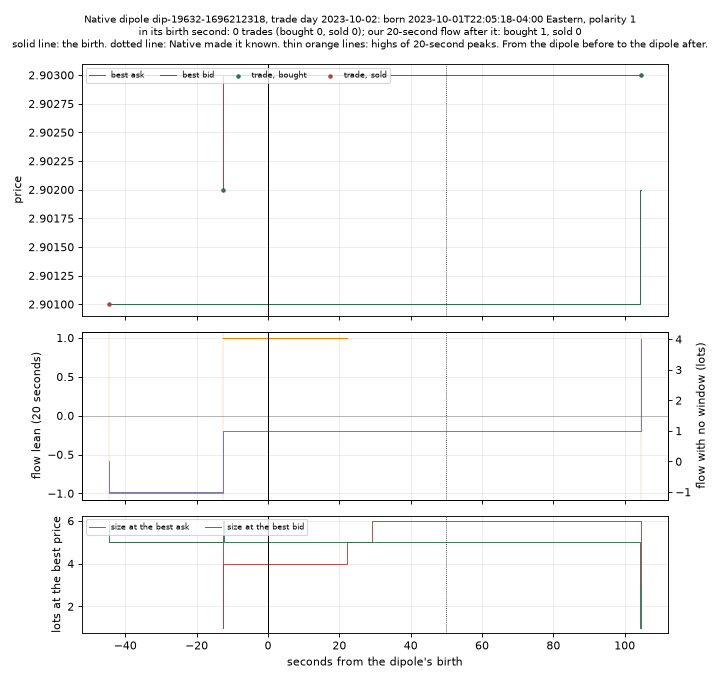 Native dipole dip-19632-1696212318, trade day 2023-10-02: born 2023-10-01T22:05:18-04:00 Eastern, polarity 1
in its birth second: 0 trades (bought 0, sold 0); our 20-second flow after it: bought 1, sold 0
solid line: the birth. dotted line: Native made it known. thin orange lines: highs of 20-second peaks. From the dipole before to the dipole after.
best ask
best bid
trade, bought
trade, sold
2.90300
2.90275
2.90250
2.90225
2.90200
2.90175
2.90150
2.90125
2.90100
price
1.0
0.5
0.0
−0.5
−1.0
flow lean (20 seconds)
4
3
2
1
0
−1
flow with no window (lots)
size at the best ask
size at the best bid
6
4
2
lots at the best price
−40
−20
0
20
40
60
80
100
seconds from the dipole's birth